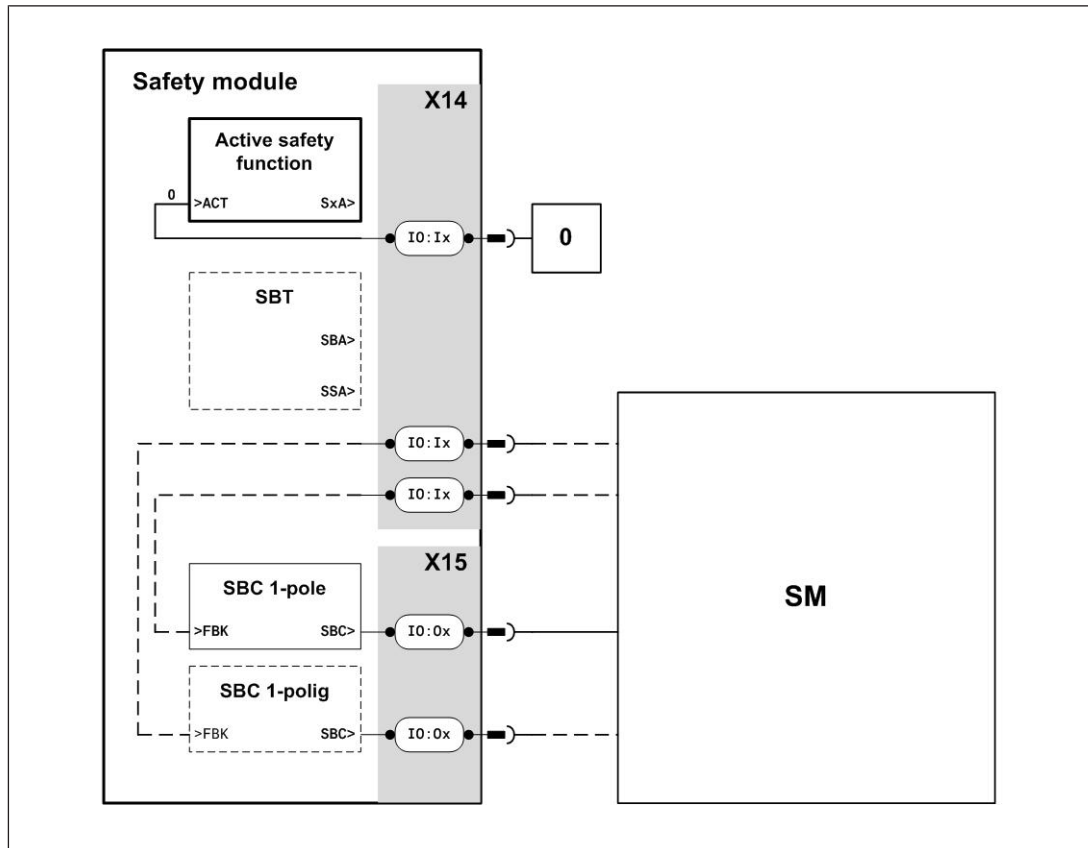 Safety module
X14
Active safety
function
0
>ACT SxA>
IO:Ix
0
SBT
SBA>
SSA>
IO:Ix
IO:Ix
X15
SBC 1-pole
>FBK SBC>
IO:Ox
SM
SBC 1-polig
>FBK SBC>
IO:Ox